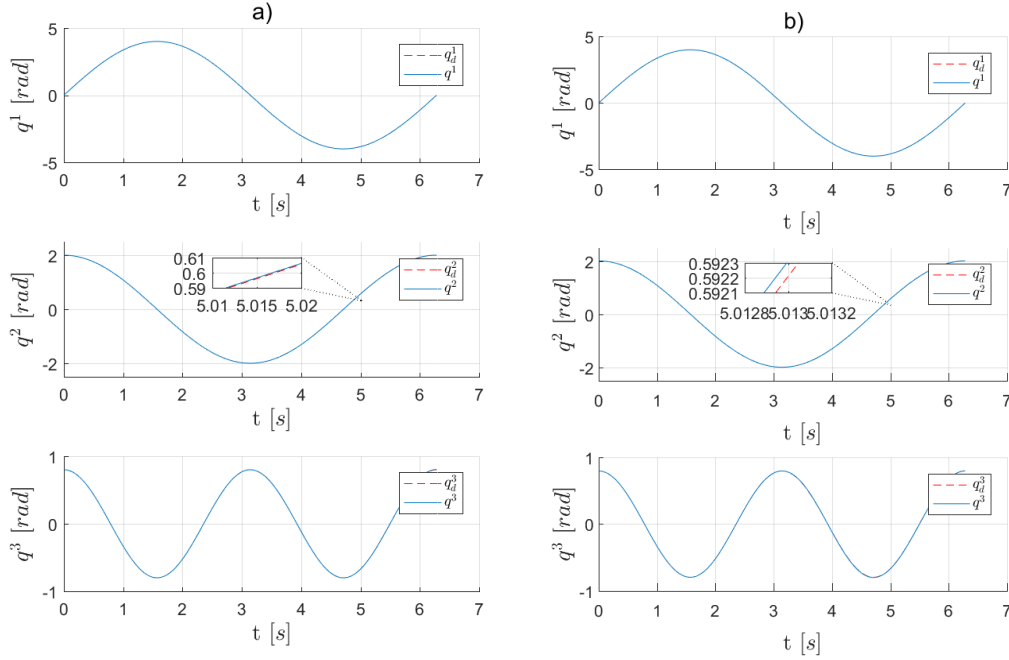 a)
5
0
-5
q^1 [rad]
q_d^1
q^1
0 1 2 3 4 5 6 7
t [s]
2
0
-2
q^2 [rad]
0.61
0.6
0.59
5.01 5.015 5.02
q_d^2
q^2
0 1 2 3 4 5 6 7
t [s]
1
0
-1
q^3 [rad]
q_d^3
q^3
0 1 2 3 4 5 6 7
t [s]
b)
5
0
-5
q^1 [rad]
q_d^1
q^1
0 1 2 3 4 5 6 7
t [s]
2
0
-2
q^2 [rad]
0.5923
0.5922
0.5921
5.0128 5.013 5.0132
q_d^2
q^2
0 1 2 3 4 5 6 7
t [s]
1
0
-1
q^3 [rad]
q_d^3
q^3
0 1 2 3 4 5 6 7
t [s]